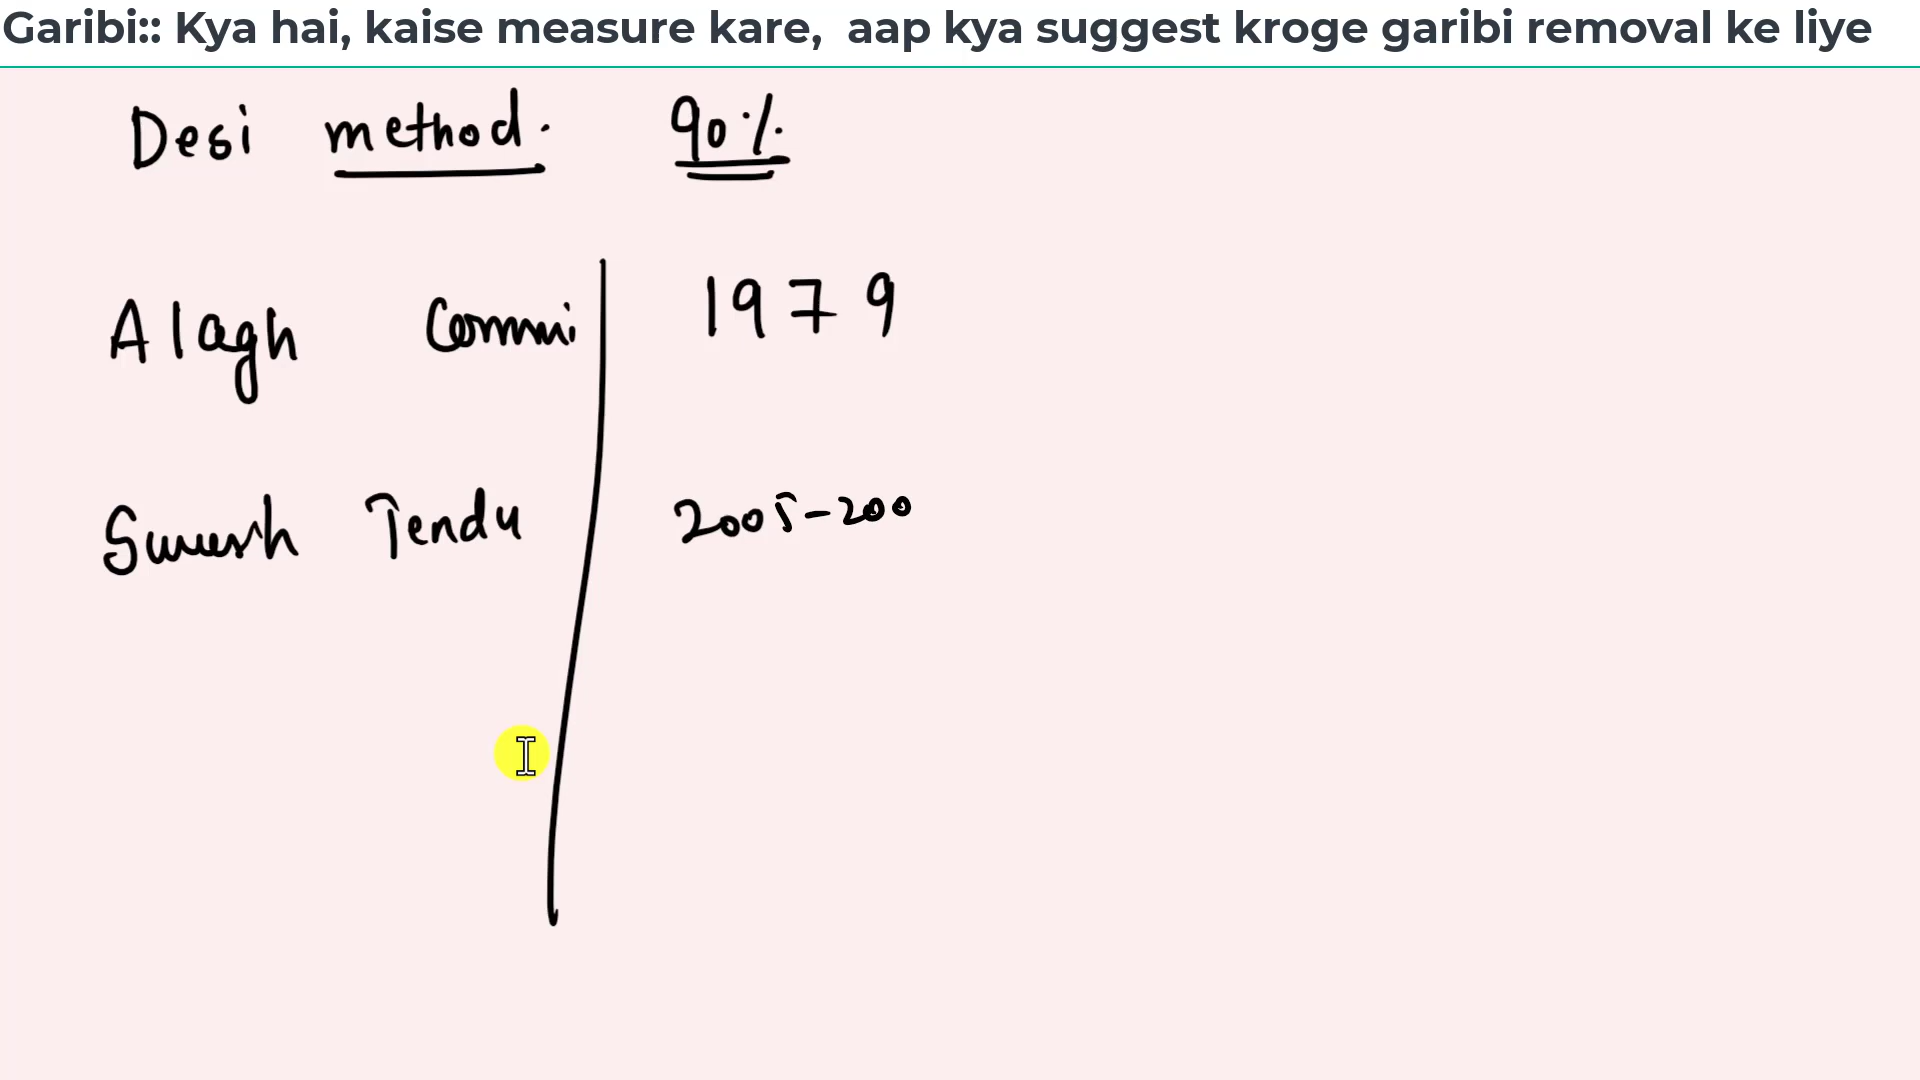 Garibi:: Kya hai, kaise measure kare, aap kya suggest kroge garibi removal ke liye
Desi method. 90%
Alagh Commi 1979
Suresh Tendu 2005-200